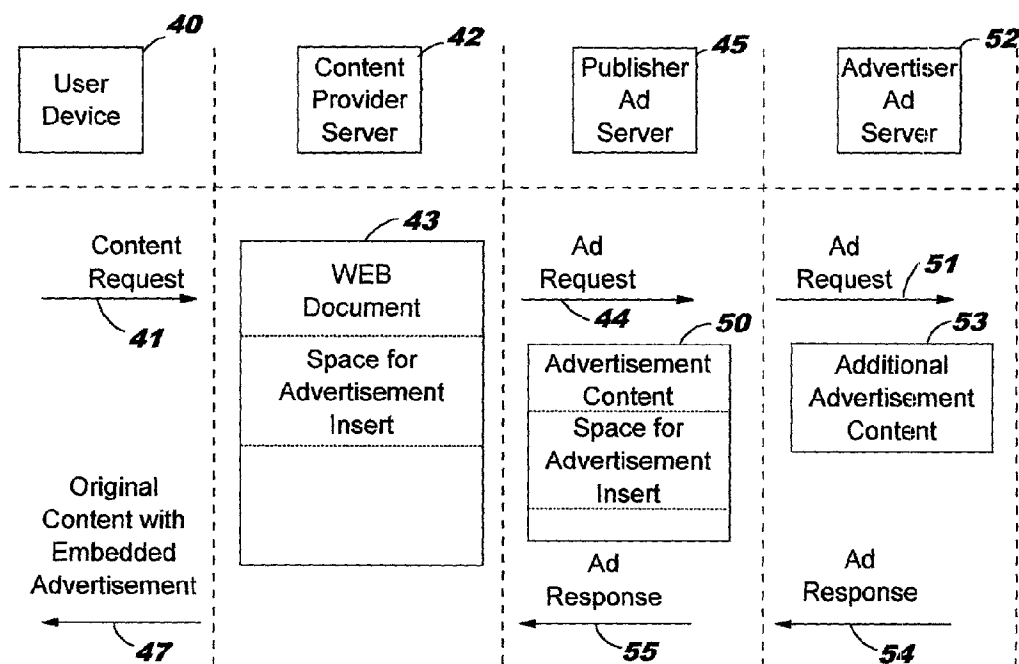 40
User
Device
42
Content
Provider
Server
45
Publisher
Ad
Server
52
Advertiser
Ad
Server
Content
Request
41
43
WEB
Document
Space for
Advertisement
Insert
Ad
Request
44
50
Advertisement
Content
Space for
Advertisement
Insert
Ad
Request
51
53
Additional
Advertisement
Content
Original
Content with
Embedded
Advertisement
47
Ad
Response
55
Ad
Response
54